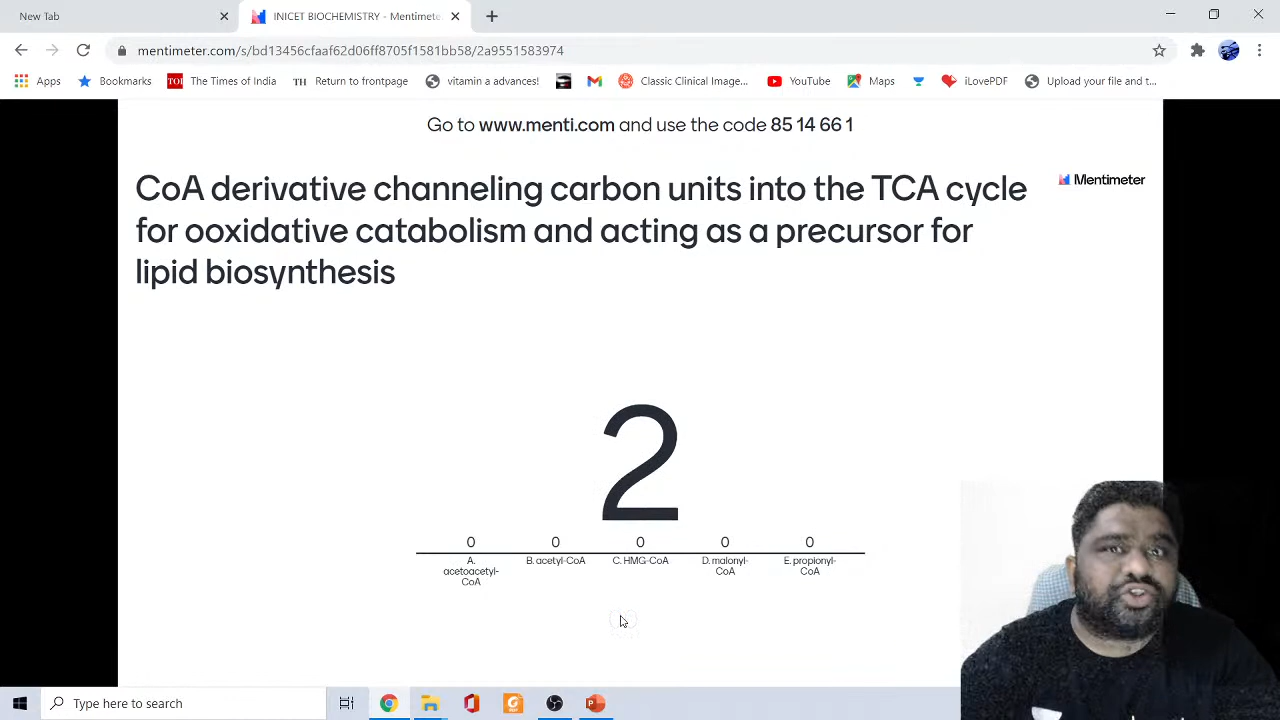 New Tab
INICET BIOCHEMISTRY - Mentimete
mentimeter.com/s/bd13456cfaaf62d06ff8705f1581bb58/2a9551583974
Apps
Bookmarks
TOI
The Times of India
TH
Return to frontpage
vitamin a advances!
Classic Clinical Image...
YouTube
Maps
iLovePDF
Upload your file and t...
Go to www.menti.com and use the code 85 14 66 1
CoA derivative channeling carbon units into the TCA cycle
for ooxidative catabolism and acting as a precursor for
lipid biosynthesis
Mentimeter
2
0 0 0 0 0
A. acetoacetyl-CoA
B. acetyl-CoA
C. HMG-CoA
D. malonyl-CoA
E. propionyl-CoA
Type here to search